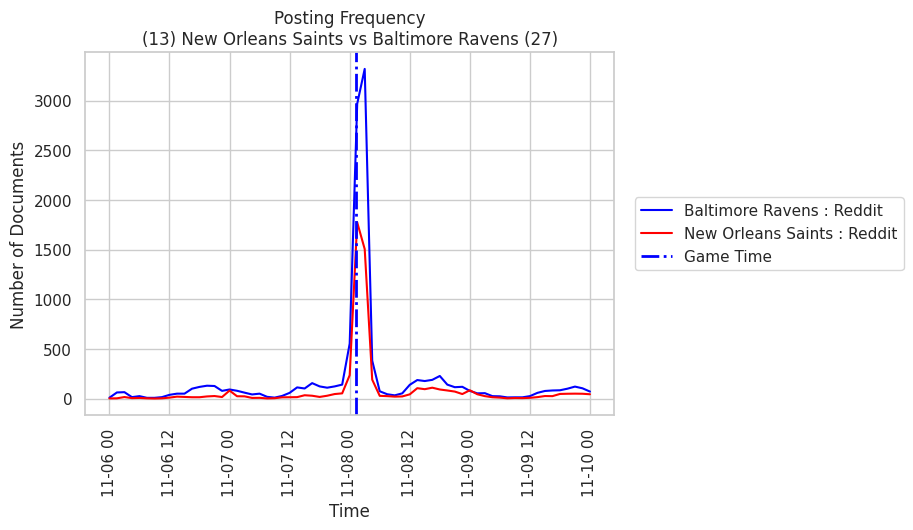 Posting Frequency
(13) New Orleans Saints vs Baltimore Ravens (27)
Number of Documents
3000
2500
2000
1500
1000
500
0
11-06 00
11-06 12
11-07 00
11-07 12
11-08 00
11-08 12
11-09 00
11-09 12
11-10 00
Time
Baltimore Ravens : Reddit
New Orleans Saints : Reddit
Game Time